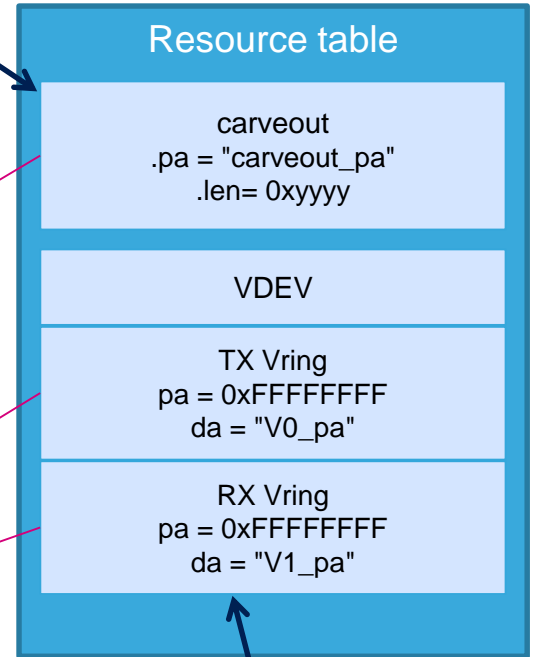 Resource table
carveout
.pa = "carveout_pa"
.len= 0xyyyy
VDEV
TX Vring
pa = 0xFFFFFFFF
da = "V0_pa"
RX Vring
pa = 0xFFFFFFFF
da = "V1_pa"